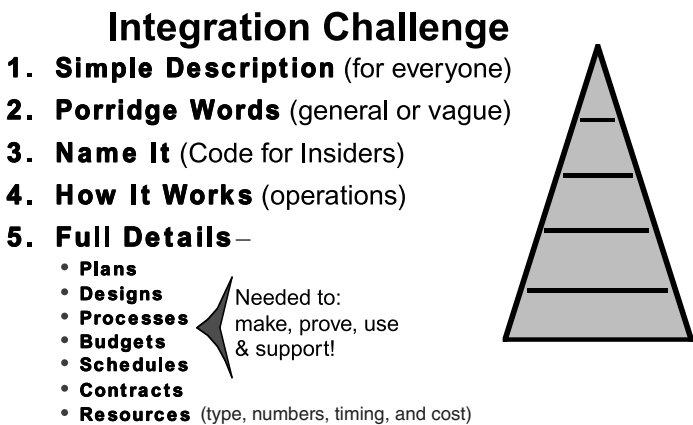 Integration Challenge
1. Simple Description (for everyone)
2. Porridge Words (general or vague)
3. Name It (Code for Insiders)
4. How It Works (operations)
5. Full Details–
• Plans
• Designs
• Processes
• Budgets
• Schedules
• Contracts
• Resources (type, numbers, timing, and cost)
Needed to:
make, prove, use
& support!